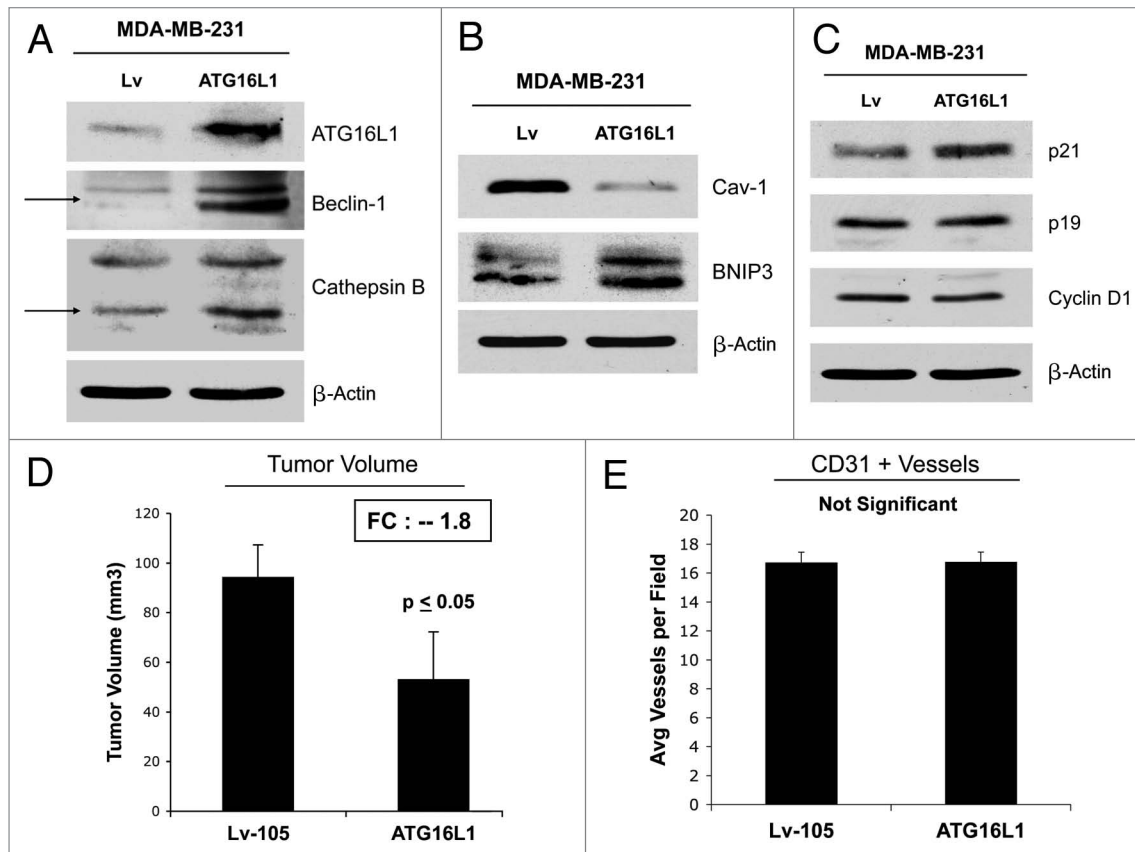 A
MDA-MB-231
Lv ATG16L1
ATG16L1
Beclin-1
Cathepsin B
β-Actin
B
MDA-MB-231
Lv ATG16L1
Cav-1
BNIP3
β-Actin
C
MDA-MB-231
Lv ATG16L1
p21
p19
Cyclin D1
β-Actin
D
Tumor Volume
FC : -- 1.8
p ≤ 0.05
Tumor Volume (mm3)
120
100
80
60
40
20
0
Lv-105 ATG16L1
E
CD31 + Vessels
Not Significant
Avg Vessels per Field
20
18
16
14
12
10
8
6
4
2
0
Lv-105 ATG16L1